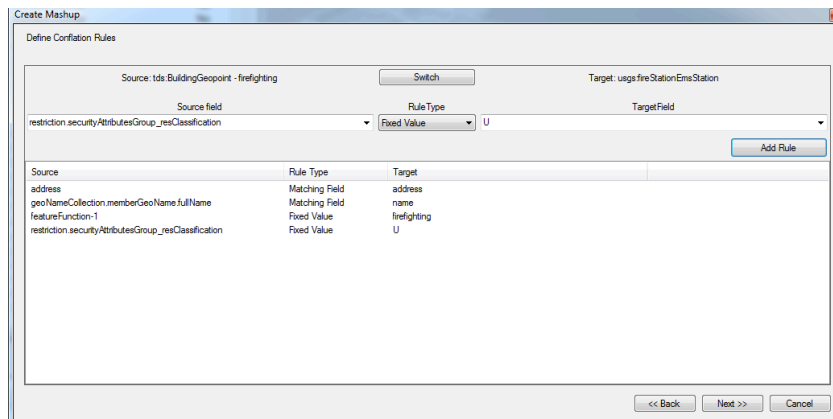 Create Mashup
Define Conflation Rules
Source: tds:BuildingGeopoint - firefighting Switch Target: usgs:fireStationEmsStation
Source field RuleType TargetField
restriction.securityAttributesGroup_resClassification Fixed Value U
Add Rule
Source Rule Type Target
address Matching Field address
geoNameCollection.memberGeoName.fullName Matching Field name
featureFunction-1 Fixed Value firefighting
restriction.securityAttributesGroup_resClassification Fixed Value U
<< Back Next >> Cancel